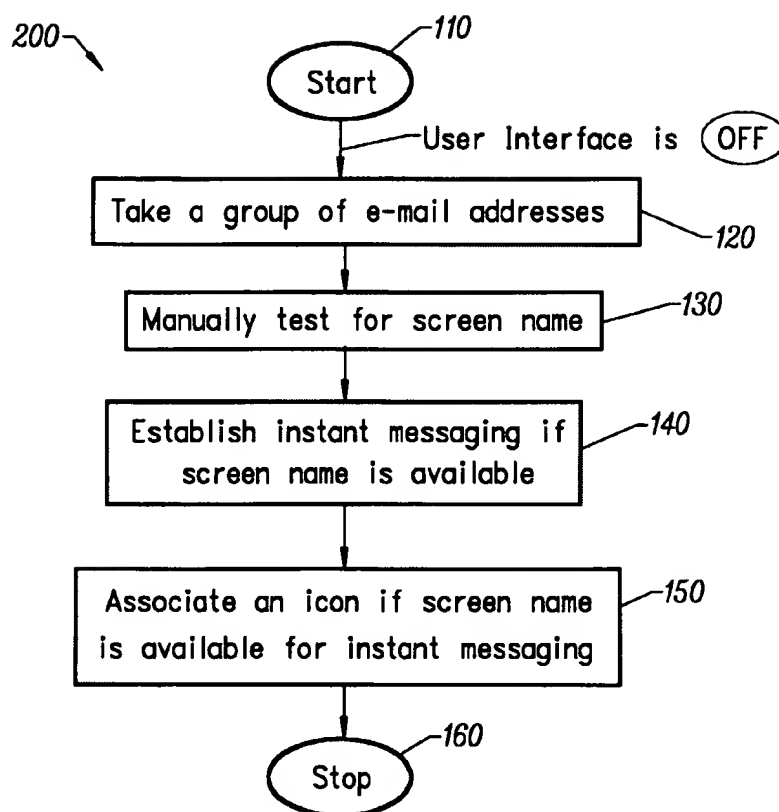 200
110
Start
User Interface is OFF
Take a group of e-mail addresses
120
Manually test for screen name
130
Establish instant messaging if
screen name is available
140
Associate an icon if screen name
is available for instant messaging
150
160
Stop